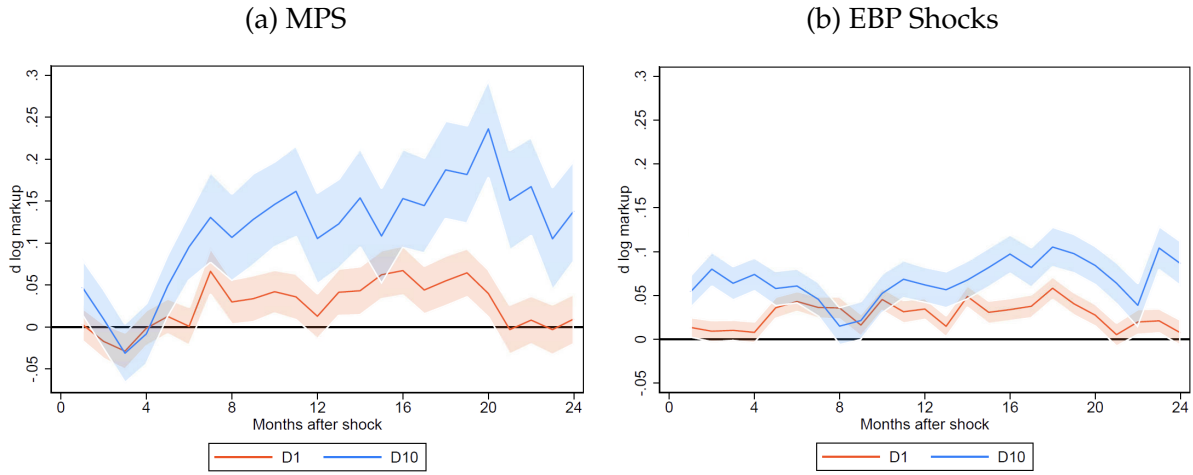 (a) MPS
d log markup
.3
.25
.2
.15
.1
.05
0
-.05
0 4 8 12 16 20 24
Months after shock
D1 D10
(b) EBP Shocks
d log markup
.3
.25
.2
.15
.1
.05
0
-.05
0 4 8 12 16 20 24
Months after shock
D1 D10